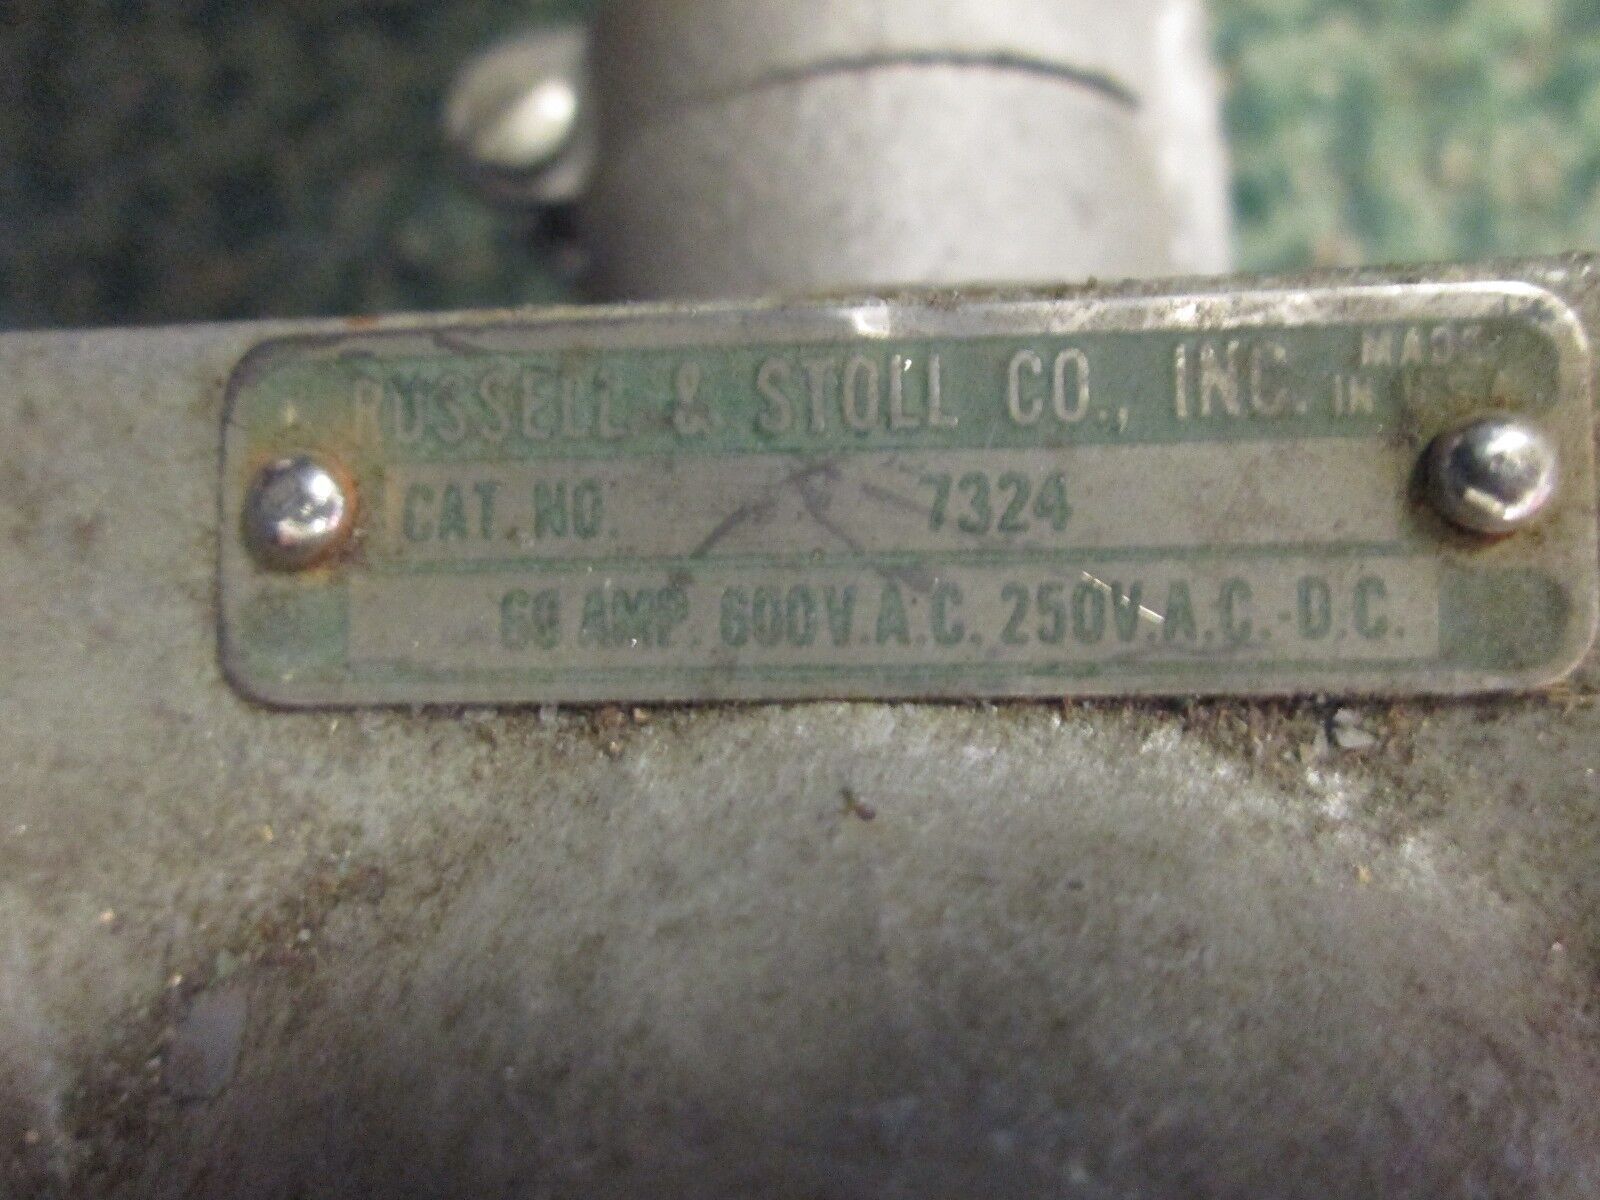 RUSSELL & STOLL CO., INC. MADE IN U.S.A.
CAT. NO. 7324
60 AMP. 600V.A.C. 250V.A.C.-D.C.